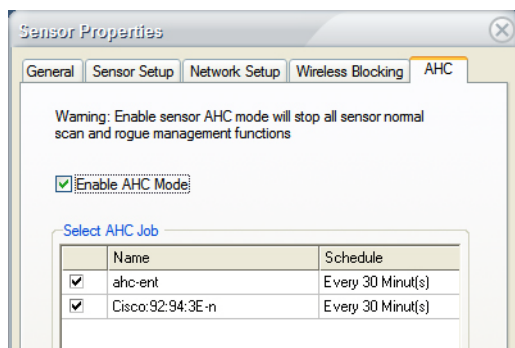 Sensor Properties
General Sensor Setup Network Setup Wireless Blocking AHC
Warning: Enable sensor AHC mode will stop all sensor normal
scan and rogue management functions
Enable AHC Mode
Select AHC Job
Name Schedule
ahc-ent Every 30 Minut(s)
Cisco:92:94:3E-n Every 30 Minut(s)